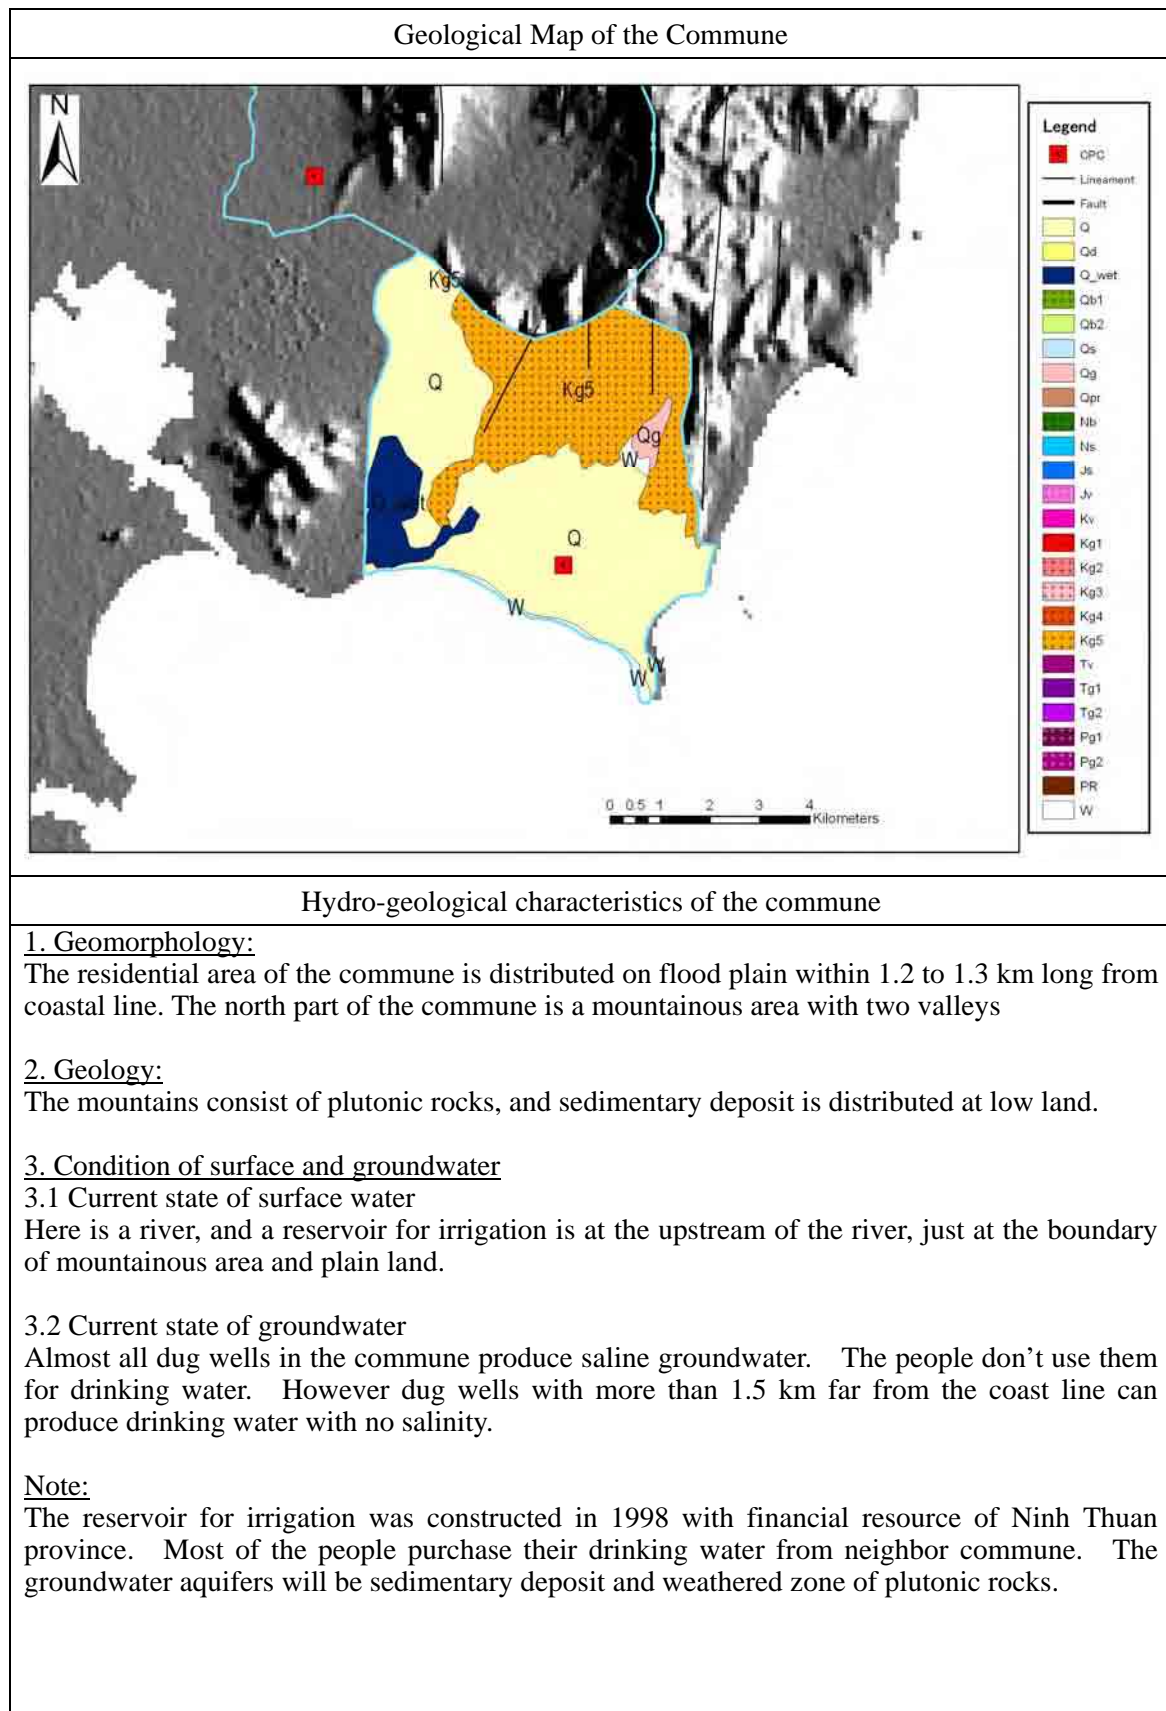 Geological Map of the Commune
N
Legend
CPC
Lineament
Fault
Q
Qd
Q_wet
Qb1
Qb2
Qs
Qg
Qpr
Nb
Ns
Js
Jv
Kv
Kg1
Kg2
Kg3
Kg4
Kg5
Tv
Tg1
Tg2
Pg1
Pg2
PR
W
Kg5
Q
Kg5
Qg
W
Q_wet
Q
W
W
W
0 0.5 1 2 3 4
Kilometers
Hydro-geological characteristics of the commune
1. Geomorphology:
The residential area of the commune is distributed on flood plain within 1.2 to 1.3 km long from
coastal line. The north part of the commune is a mountainous area with two valleys
2. Geology:
The mountains consist of plutonic rocks, and sedimentary deposit is distributed at low land.
3. Condition of surface and groundwater
3.1 Current state of surface water
Here is a river, and a reservoir for irrigation is at the upstream of the river, just at the boundary
of mountainous area and plain land.
3.2 Current state of groundwater
Almost all dug wells in the commune produce saline groundwater. The people don’t use them
for drinking water. However dug wells with more than 1.5 km far from the coast line can
produce drinking water with no salinity.
Note:
The reservoir for irrigation was constructed in 1998 with financial resource of Ninh Thuan
province. Most of the people purchase their drinking water from neighbor commune. The
groundwater aquifers will be sedimentary deposit and weathered zone of plutonic rocks.